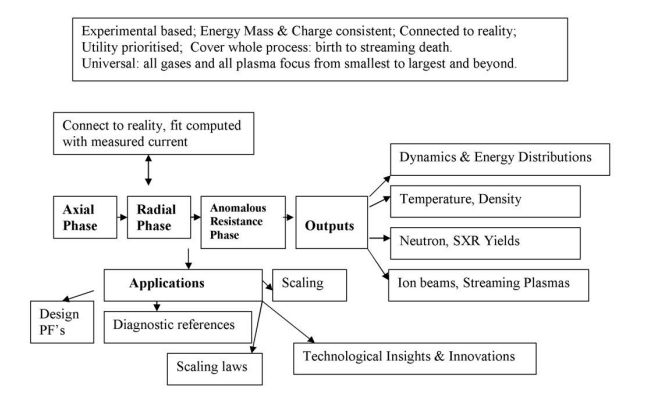 Experimental based; Energy Mass & Charge consistent; Connected to reality;
Utility prioritised;  Cover whole process: birth to streaming death.
Universal: all gases and all plasma focus from smallest to largest and beyond.
Connect to reality, fit computed
with measured current
Axial
Phase
Radial
Phase
Anomalous
Resistance
Phase
Outputs
Dynamics & Energy Distributions
Temperature, Density
Neutron, SXR Yields
Ion beams, Streaming Plasmas
Applications
Scaling
Design
PF's
Diagnostic references
Scaling laws
Technological Insights & Innovations